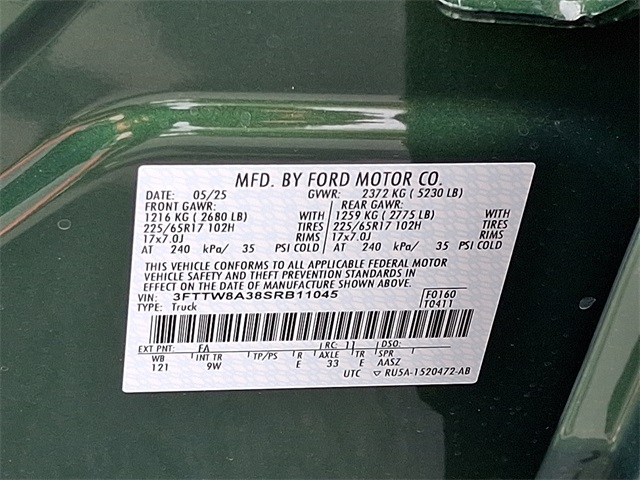 MFD. BY FORD MOTOR CO.
DATE: 05/25 GVWR: 2372 KG ( 5230 LB)
FRONT GAWR: REAR GAWR:
1216 KG ( 2680 LB) WITH 1259 KG ( 2775 LB) WITH
225/65R17 102H TIRES 225/65R17 102H TIRES
17x7.0J RIMS 17x7.0J RIMS
AT 240 kPa/ 35 PSI COLD AT 240 kPa/ 35 PSI COLD
THIS VEHICLE CONFORMS TO ALL APPLICABLE FEDERAL MOTOR
VEHICLE SAFETY AND THEFT PREVENTION STANDARDS IN
EFFECT ON THE DATE OF MANUFACTURE SHOWN ABOVE.
VIN: 3FTTW8A38SRB11045 F0160
TYPE: Truck T0411
EXT PNT: FA RC: 11 DSO:
WB INT TR TP/PS R AXLE TR SPR
121 9W E 33 E AASZ
UTC ▽ RU5A-1520472-AB